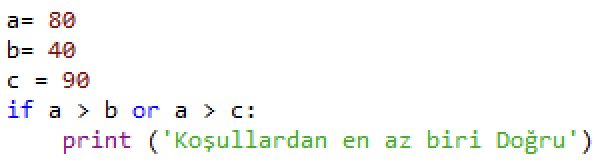 a= 80
b= 40
c = 90
if a > b or a > c:
    print ('Koşullardan en az biri Doğru')